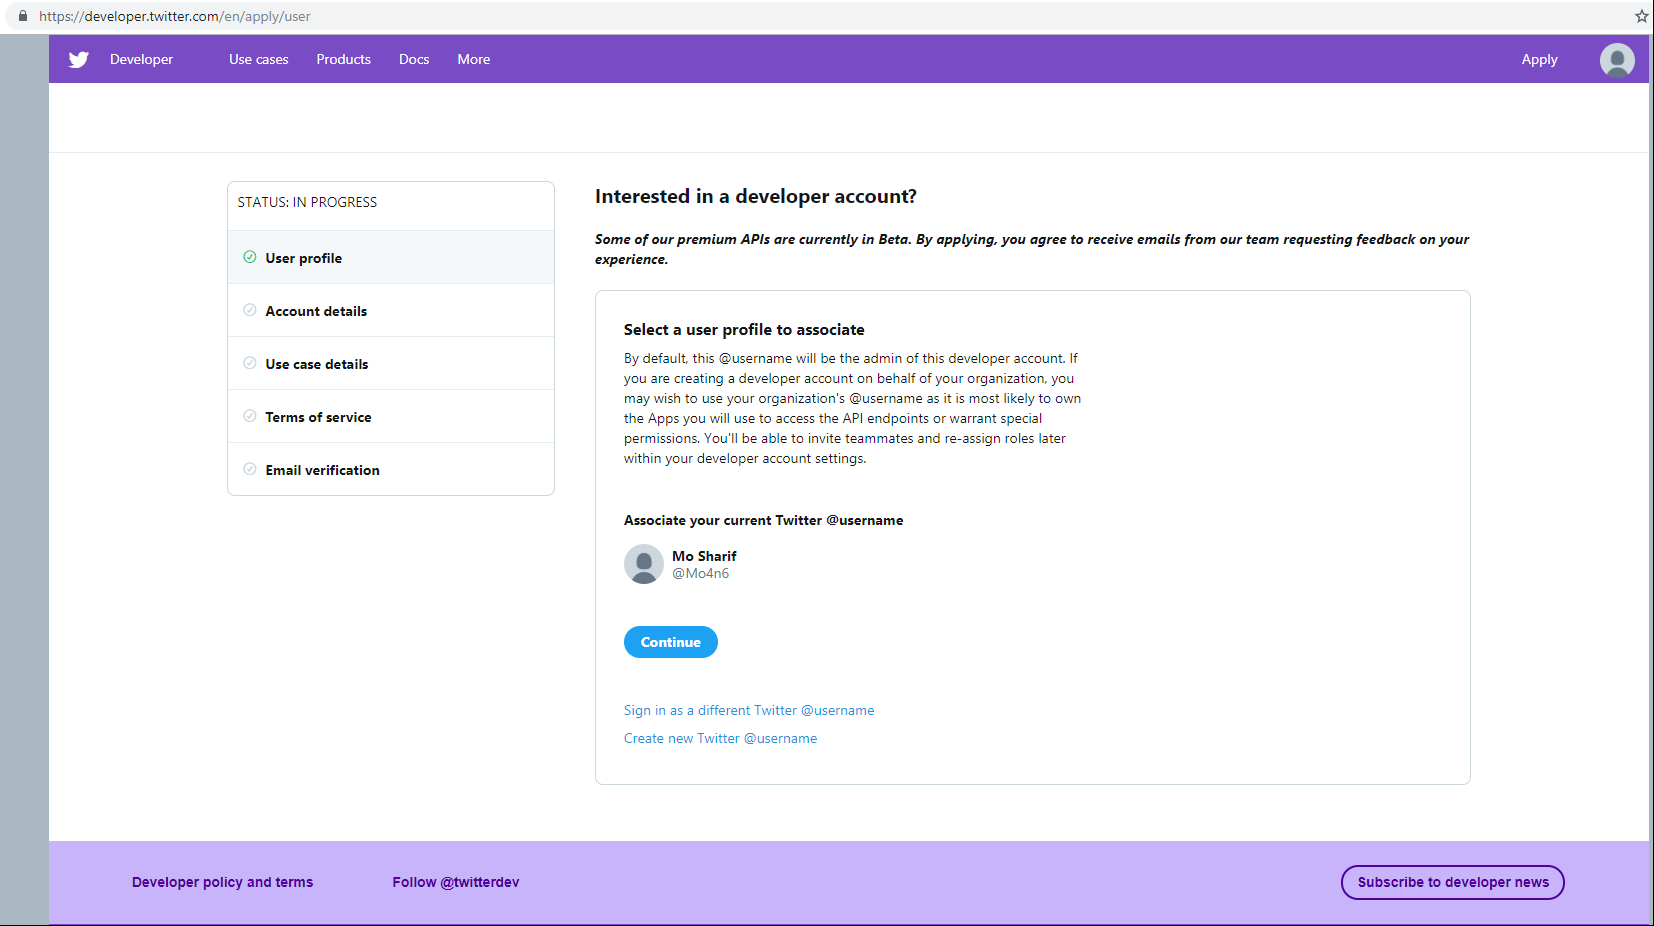 https://developer.twitter.com/en/apply/user
Developer Use cases Products Docs More Apply
STATUS: IN PROGRESS
User profile
Account details
Use case details
Terms of service
Email verification
Interested in a developer account?
Some of our premium APIs are currently in Beta. By applying, you agree to receive emails from our team requesting feedback on your
experience.
Select a user profile to associate
By default, this @username will be the admin of this developer account. If
you are creating a developer account on behalf of your organization, you
may wish to use your organization's @username as it is most likely to own
the Apps you will use to access the API endpoints or warrant special
permissions. You'll be able to invite teammates and re-assign roles later
within your developer account settings.
Associate your current Twitter @username
Mo Sharif
@Mo4n6
Continue
Sign in as a different Twitter @username
Create new Twitter @username
Developer policy and terms Follow @twitterdev Subscribe to developer news